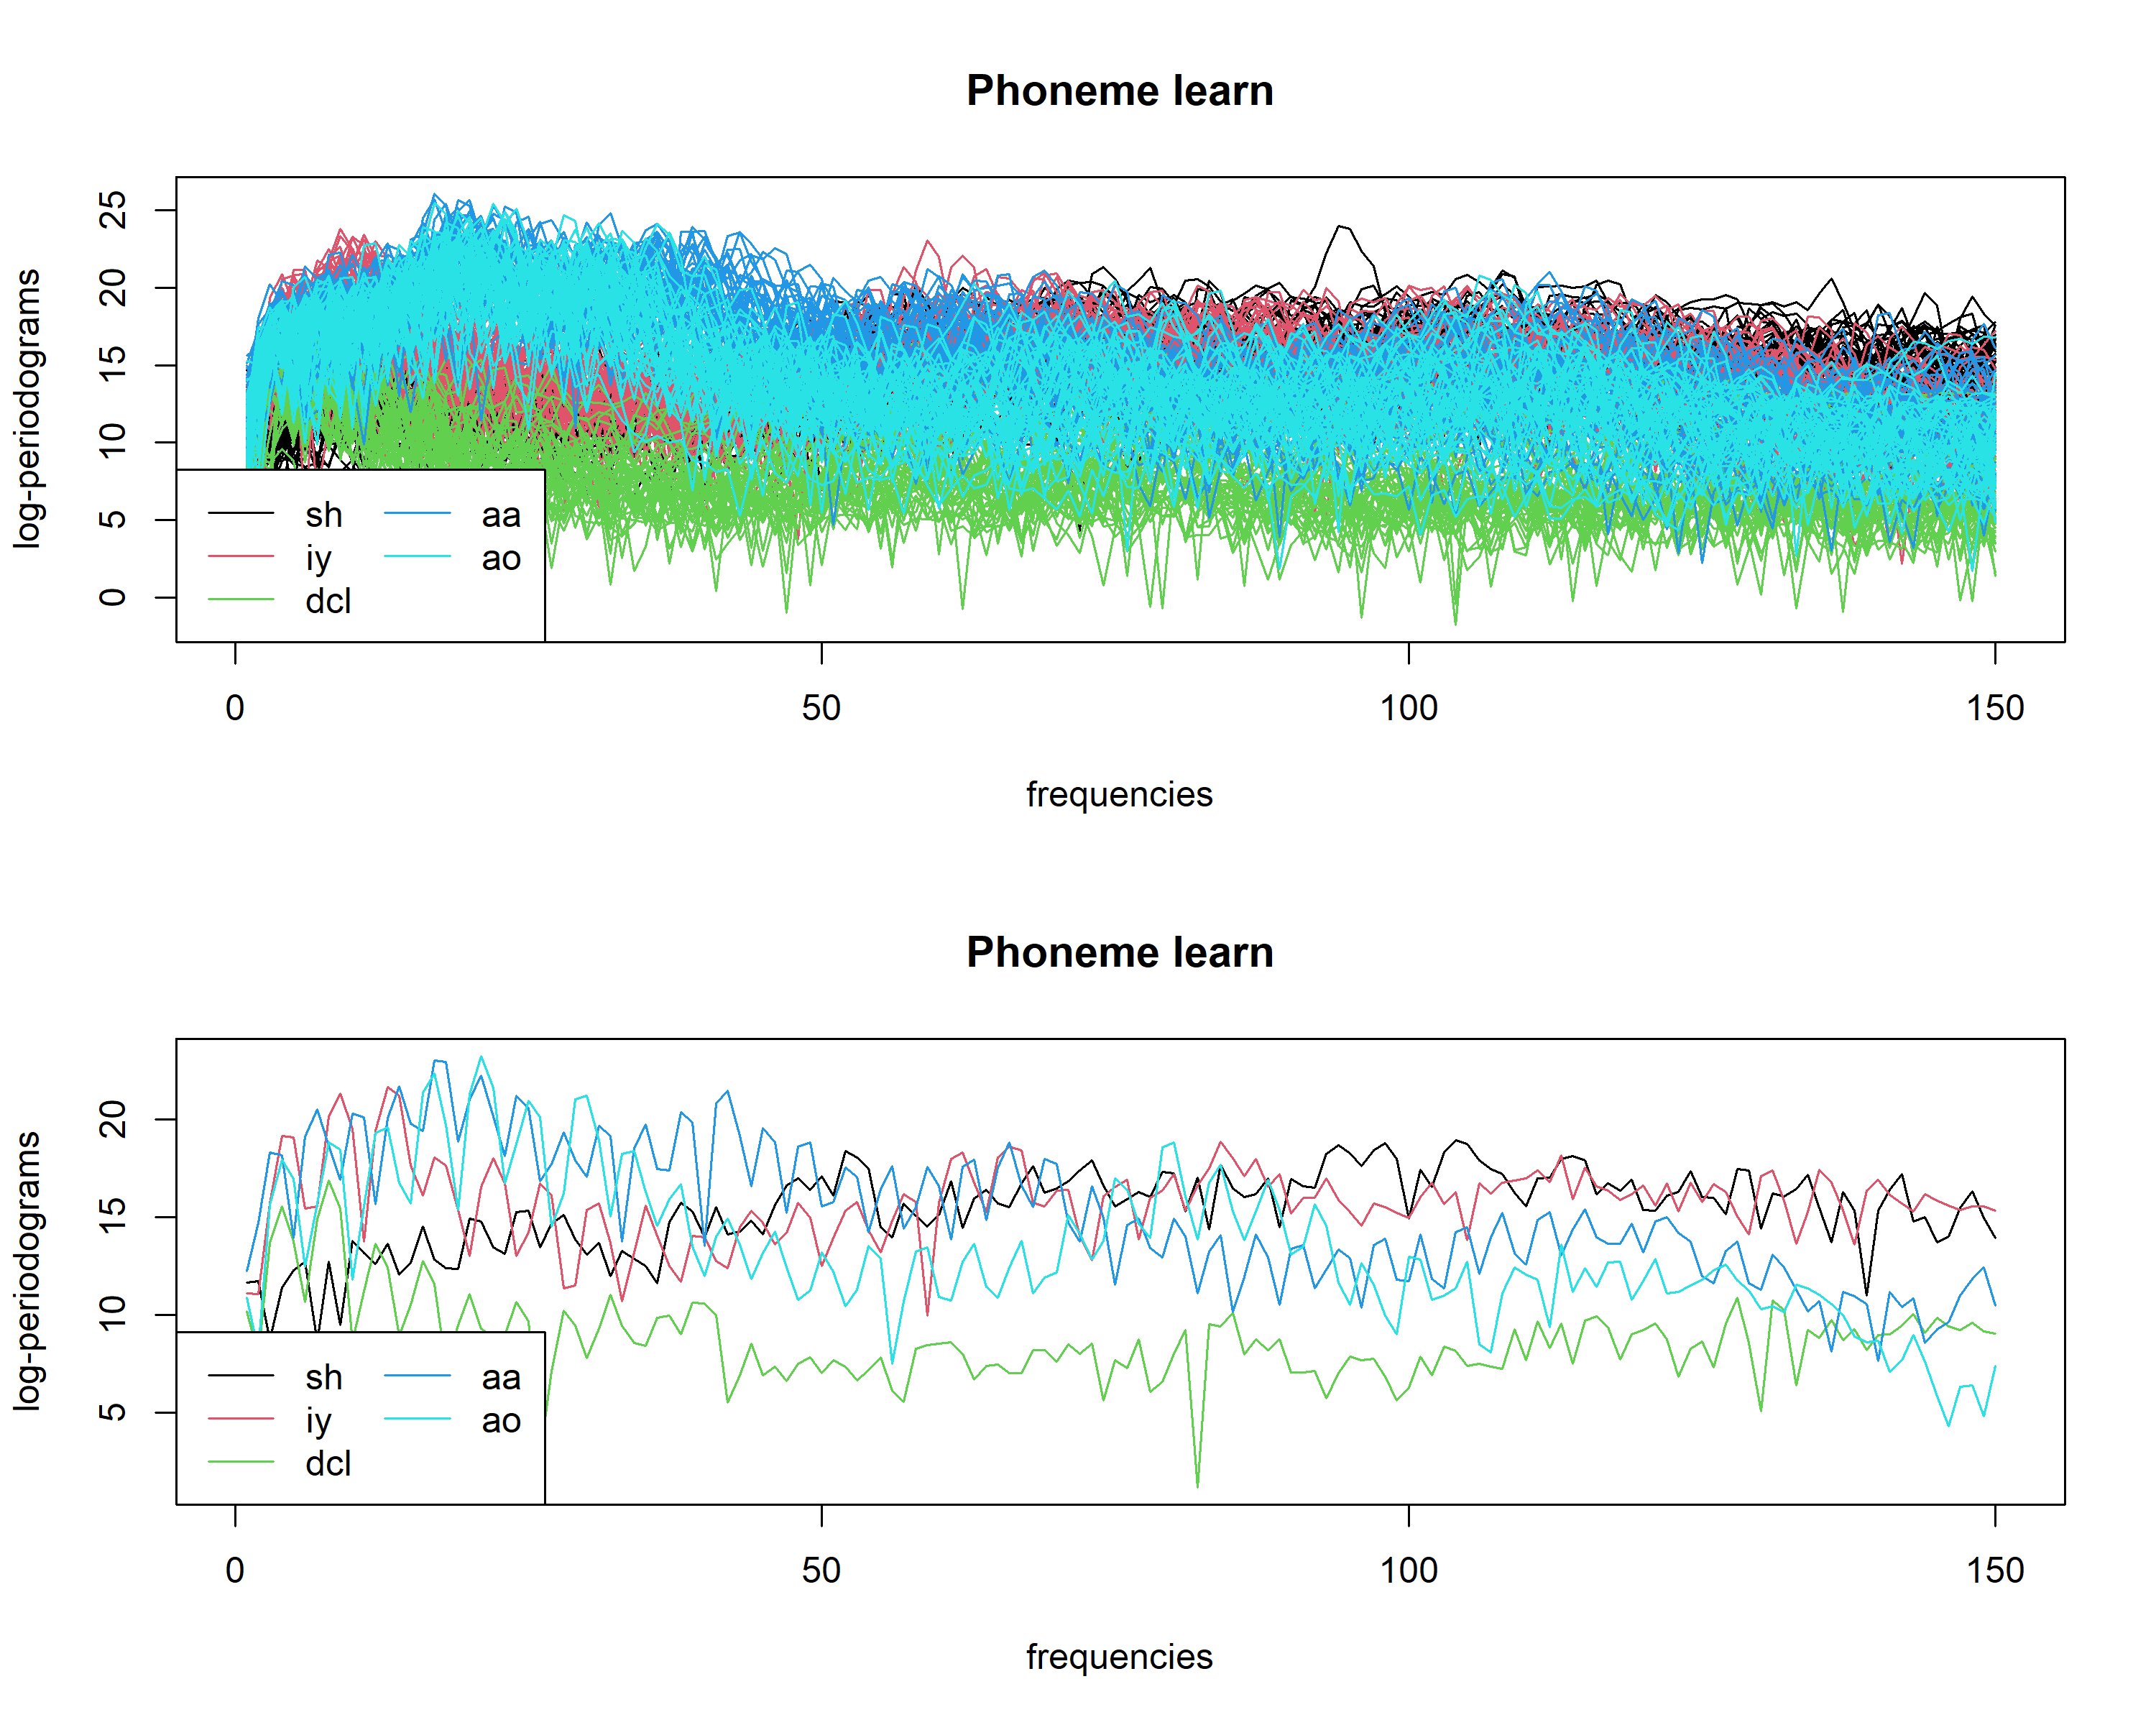 Phoneme learn
log-periodograms
25
20
15
10
5
0
sh aa
iy ao
dcl
0 50 100 150
frequencies
Phoneme learn
log-periodograms
20
15
10
5
sh aa
iy ao
dcl
0 50 100 150
frequencies